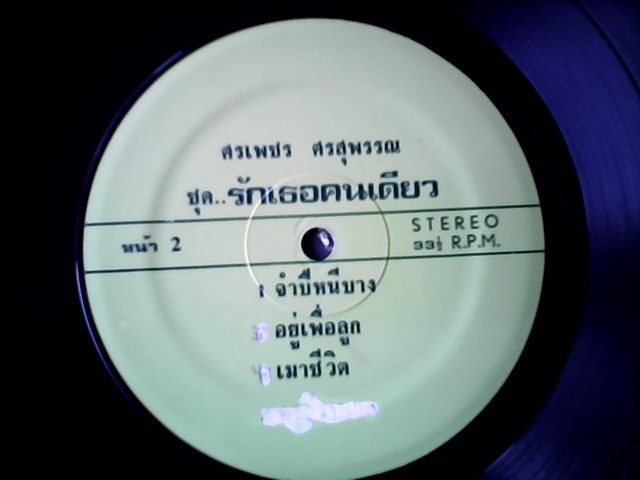 ศรเพชร ศรสุพรรณ
ชุด..รักเธอคนเดียว
หน้า 2
STEREO
33⅓ R.P.M.
1 จำปีหนีบาง
อยู่เพื่อลูก
เมาชีวิต